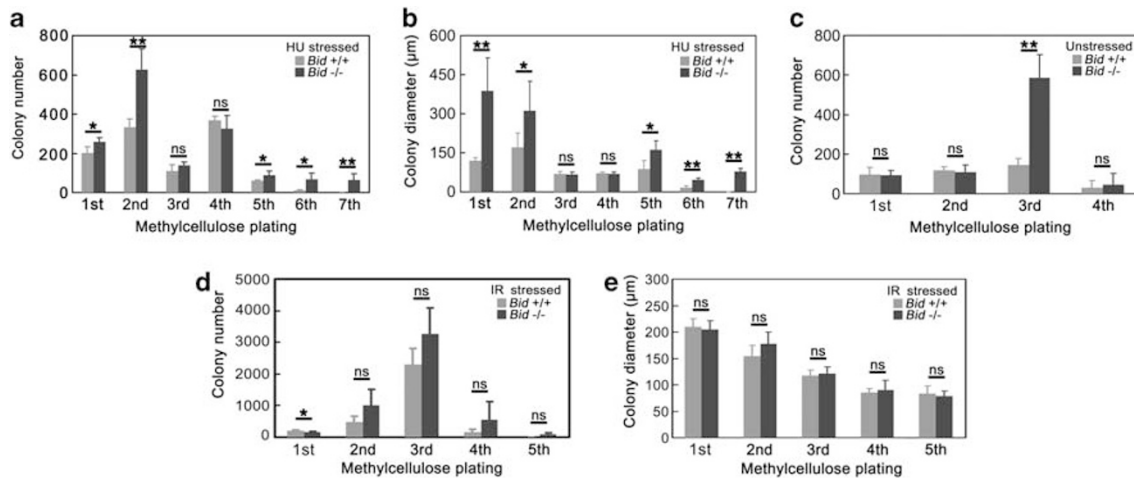 a
800
600
400
200
0
Colony number
HU stressed
Bid +/+
Bid -/-
★
★★
ns
ns
★
★
★★
1st 2nd 3rd 4th 5th 6th 7th
Methylcellulose plating
b
600
450
300
150
0
Colony diameter (μm)
HU stressed
Bid +/+
Bid -/-
★★
★
ns
ns
★
★★
★★
1st 2nd 3rd 4th 5th 6th 7th
Methylcellulose plating
c
800
600
400
200
0
Colony number
Unstressed
Bid +/+
Bid -/-
ns
ns
★★
ns
1st 2nd 3rd 4th
Methylcellulose plating
d
5000
4000
3000
2000
1000
0
Colony number
IR stressed
Bid +/+
Bid -/-
★
ns
ns
ns
ns
1st 2nd 3rd 4th 5th
Methylcellulose plating
e
300
250
200
150
100
50
0
Colony diameter (μm)
IR stressed
Bid +/+
Bid -/-
ns
ns
ns
ns
ns
1st 2nd 3rd 4th 5th
Methylcellulose plating